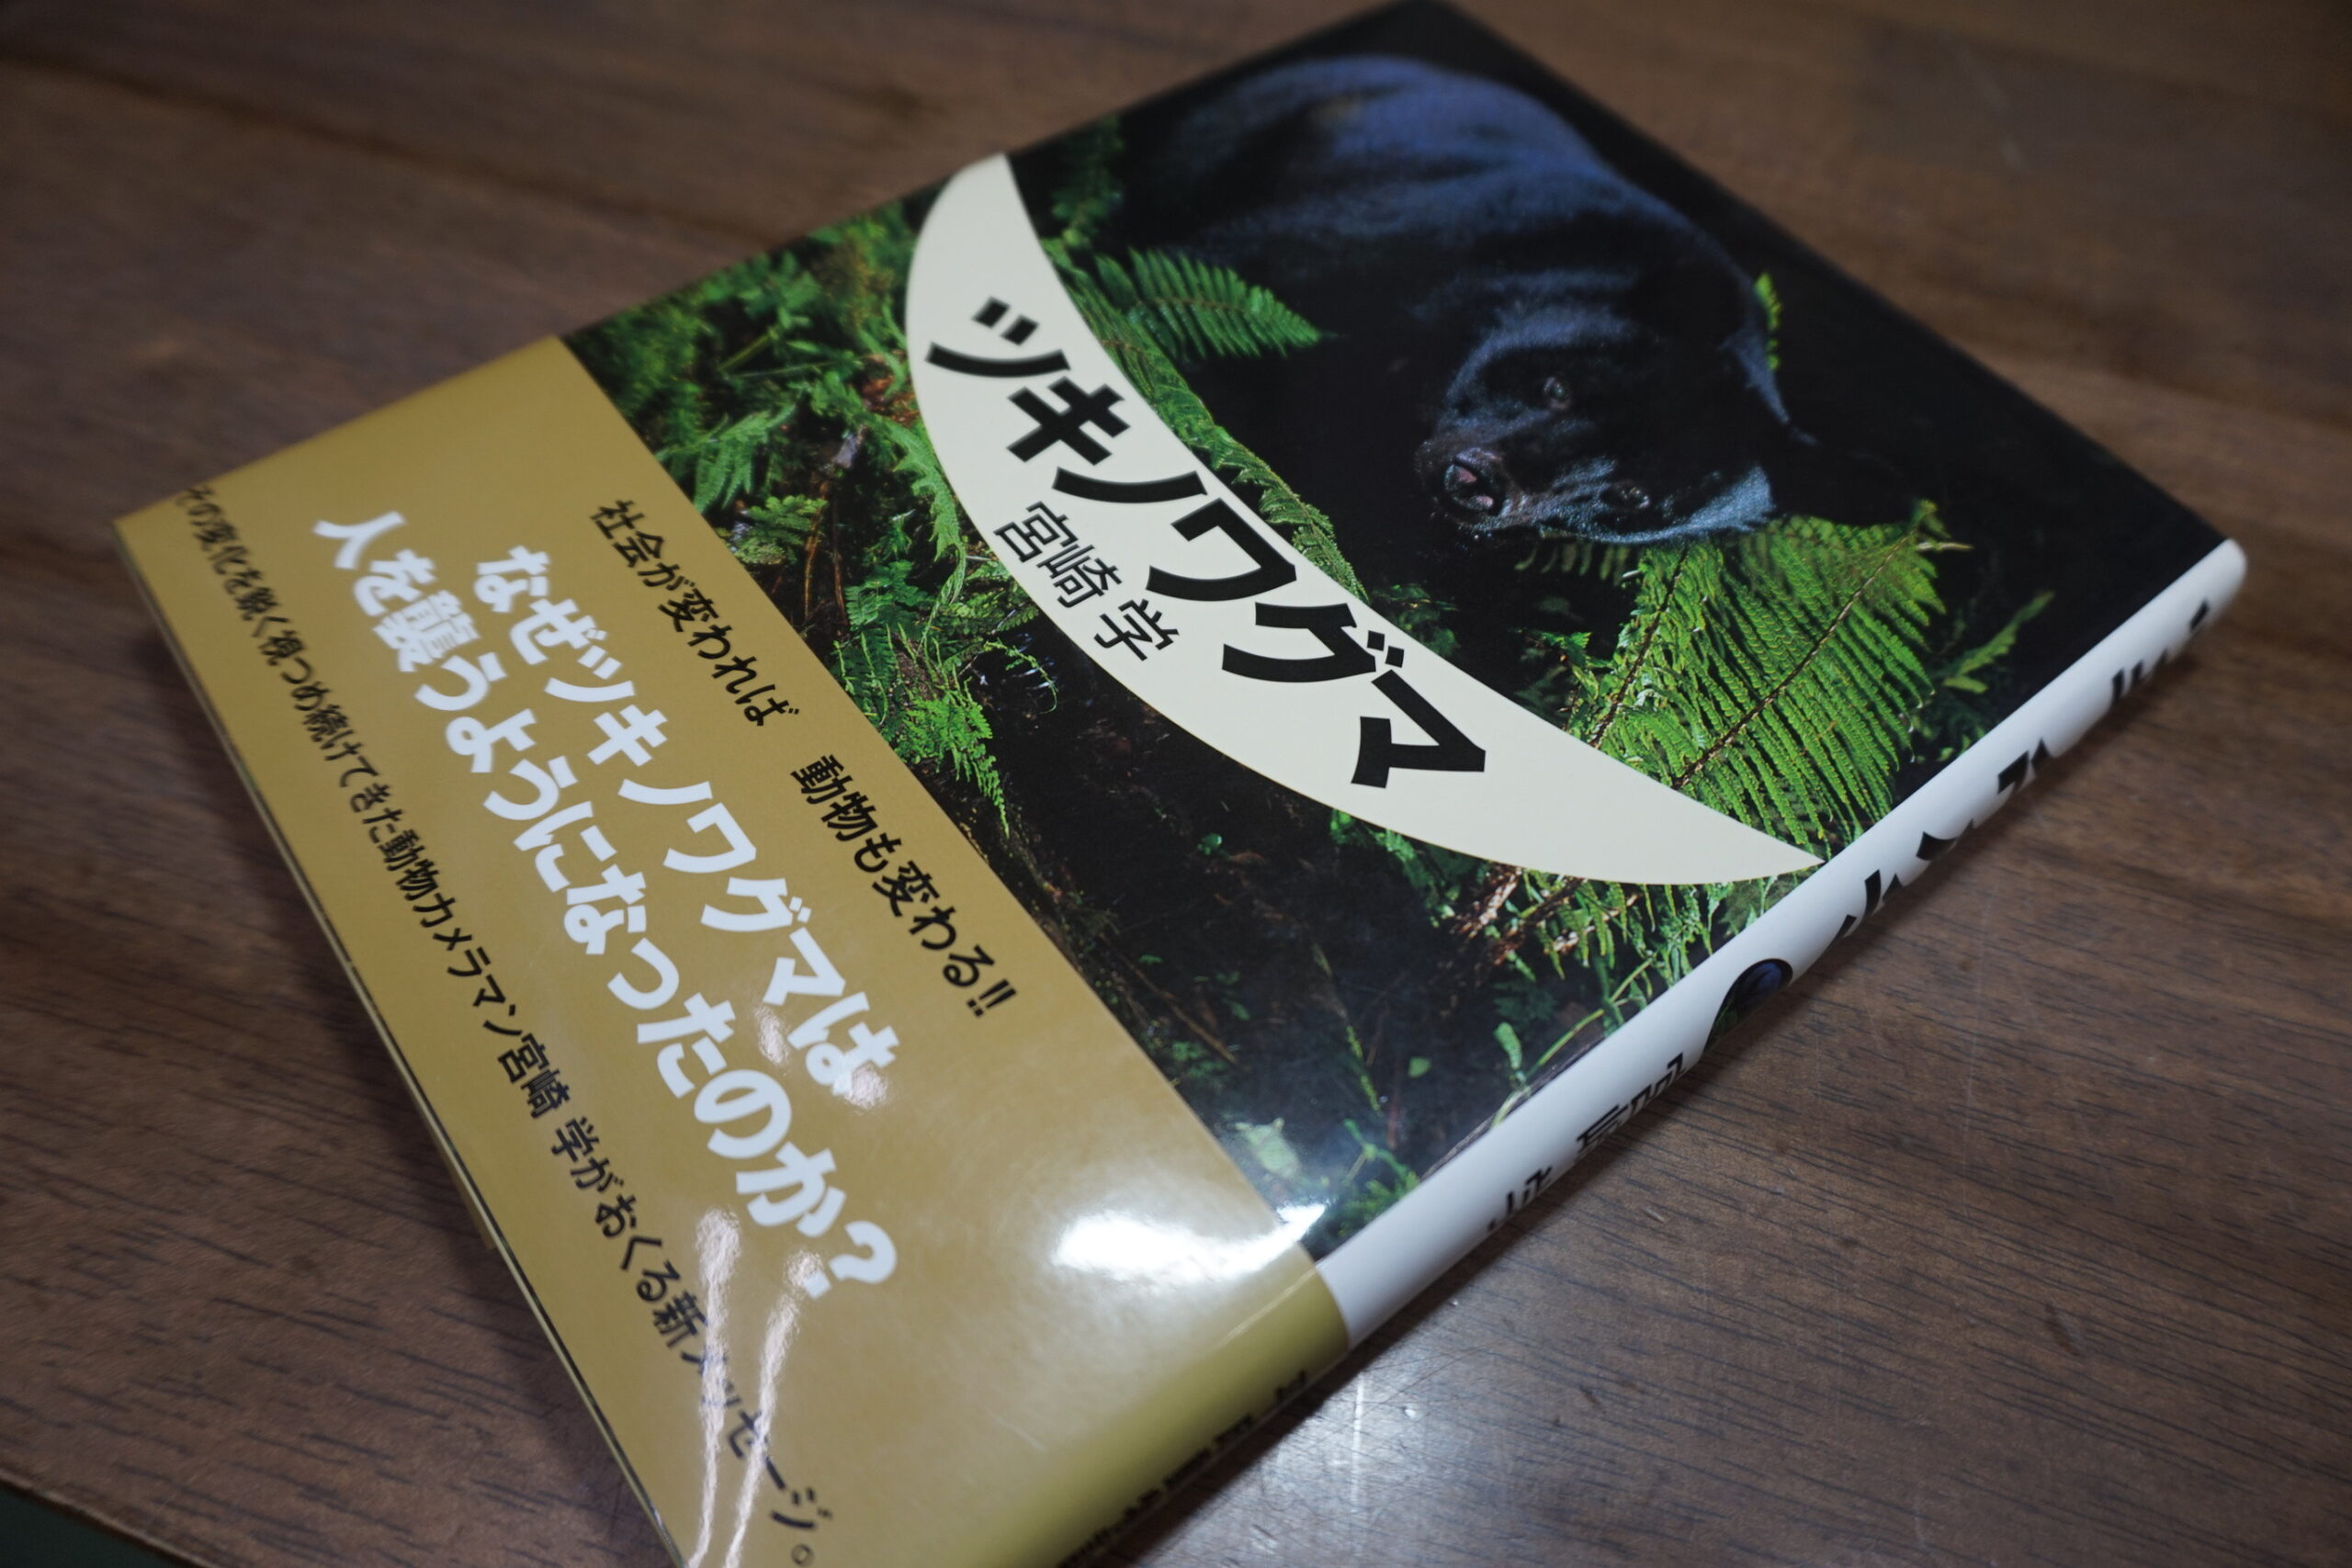 ツキノワグマ
宮崎 学
社会が変われば 動物も変わる!!
なぜツキノワグマは
人を襲うようになったのか?
その変化を鋭く視つめ続けてきた動物カメラマン宮崎 学がおくる新メッセージ。